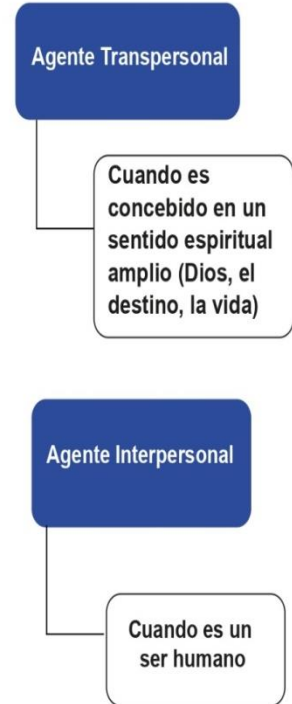 Agente Transpersonal
Cuando es
concebido en un
sentido espiritual
amplio (Dios, el
destino, la vida)
Agente Interpersonal
Cuando es un
ser humano